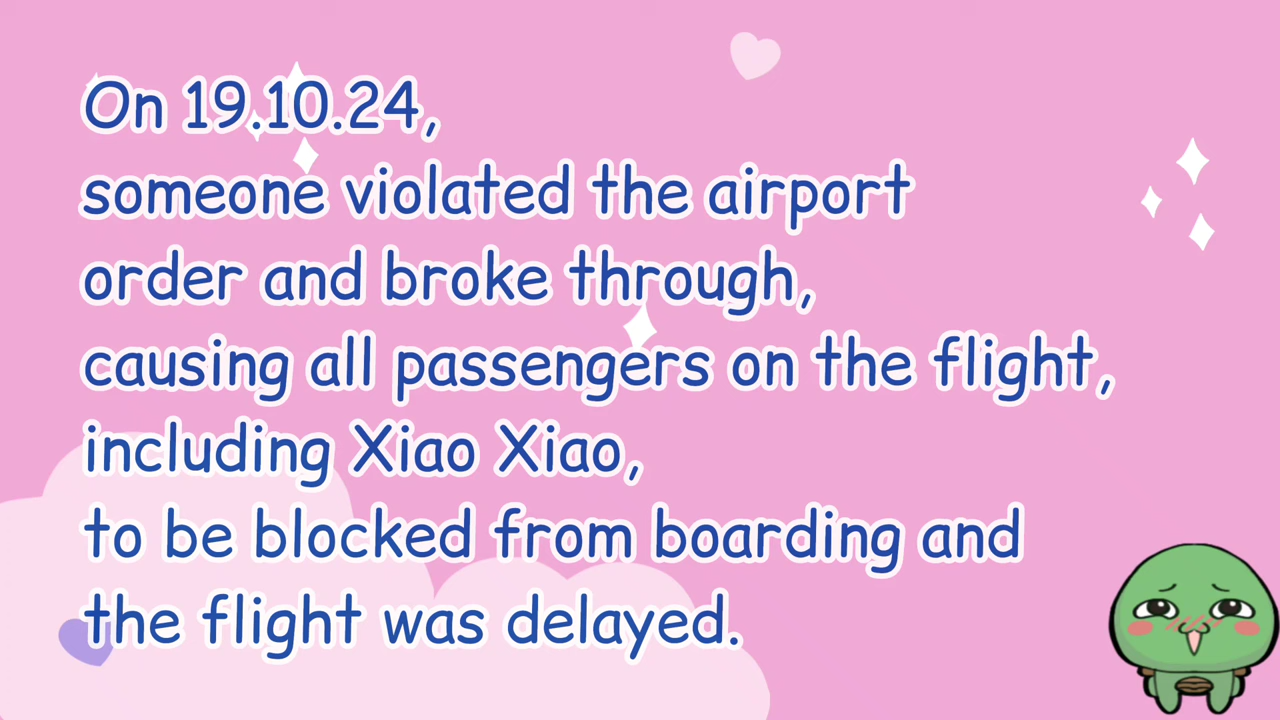 On 19.10.24,
someone violated the airport
order and broke through,
causing all passengers on the flight,
including Xiao Xiao,
to be blocked from boarding and
the flight was delayed.